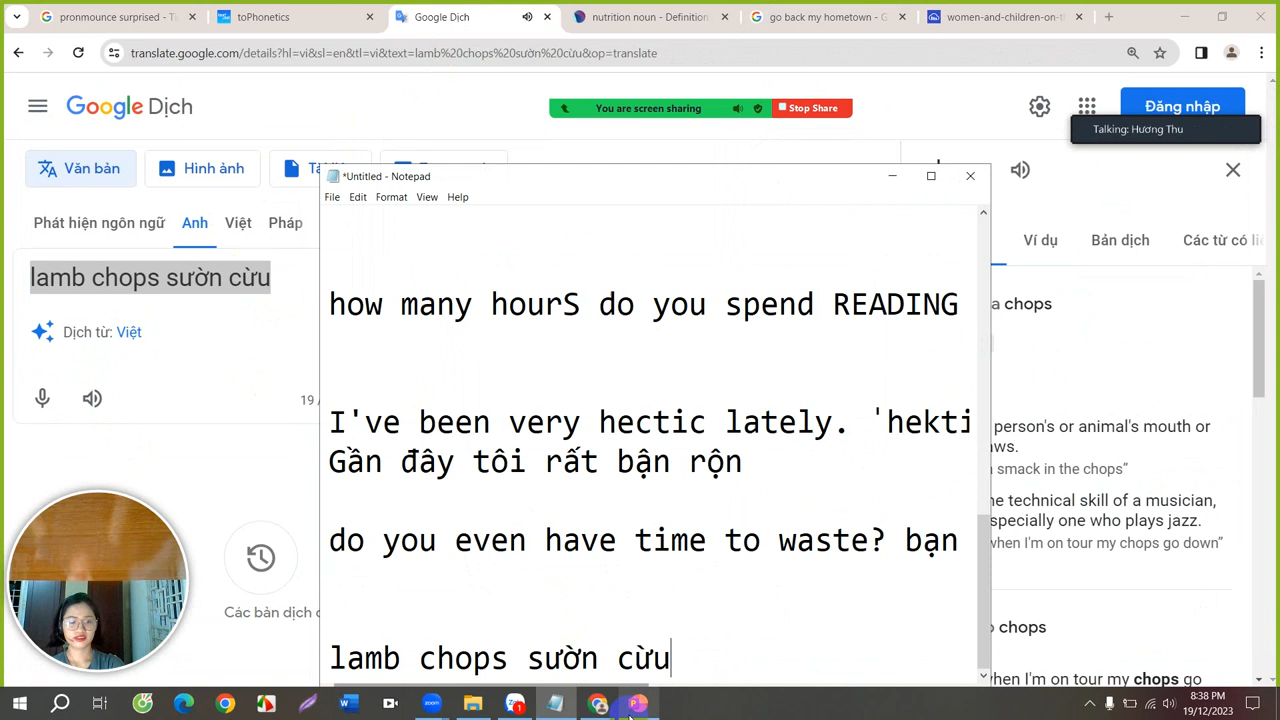 pronmounce surprised - Ti
toPhonetics
Google Dịch
nutrition noun - Definition
go back my hometown - G
women-and-children-on-t
translate.google.com/details?hl=vi&sl=en&tl=vi&text=lamb%20chops%20sườn%20cừu&op=translate
Google Dịch
You are screen sharing
Stop Share
Đăng nhập
Talking: Hương Thu
Văn bản
Hình ảnh
*Untitled - Notepad
File Edit Format View Help
Phát hiện ngôn ngữ
Anh
Việt
Pháp
Ví dụ
Bản dịch
Các từ có liê
lamb chops sườn cừu
Dịch từ: Việt
19 /
Các bản dịch
how many hourS do you spend READING
I've been very hectic lately. ˈhekti
Gần đây tôi rất bận rộn
do you even have time to waste? bạn
lamb chops sườn cừu
chops
person's or animal's mouth or
smack in the chops"
the technical skill of a musician,
especially one who plays jazz.
when I'm on tour my chops go down"
chops
when I'm on tour my chops go
8:38 PM
19/12/2023